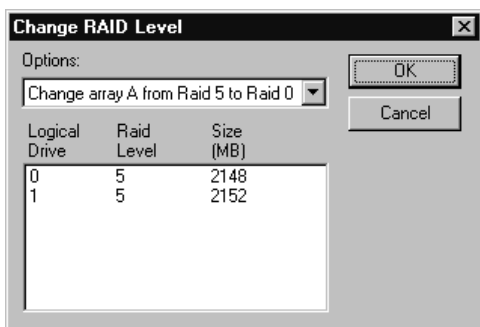 Change RAID Level
Options:
OK
Change array A from Raid 5 to Raid 0
Cancel
Logical Drive Raid Level Size (MB)
0 5 2148
1 5 2152